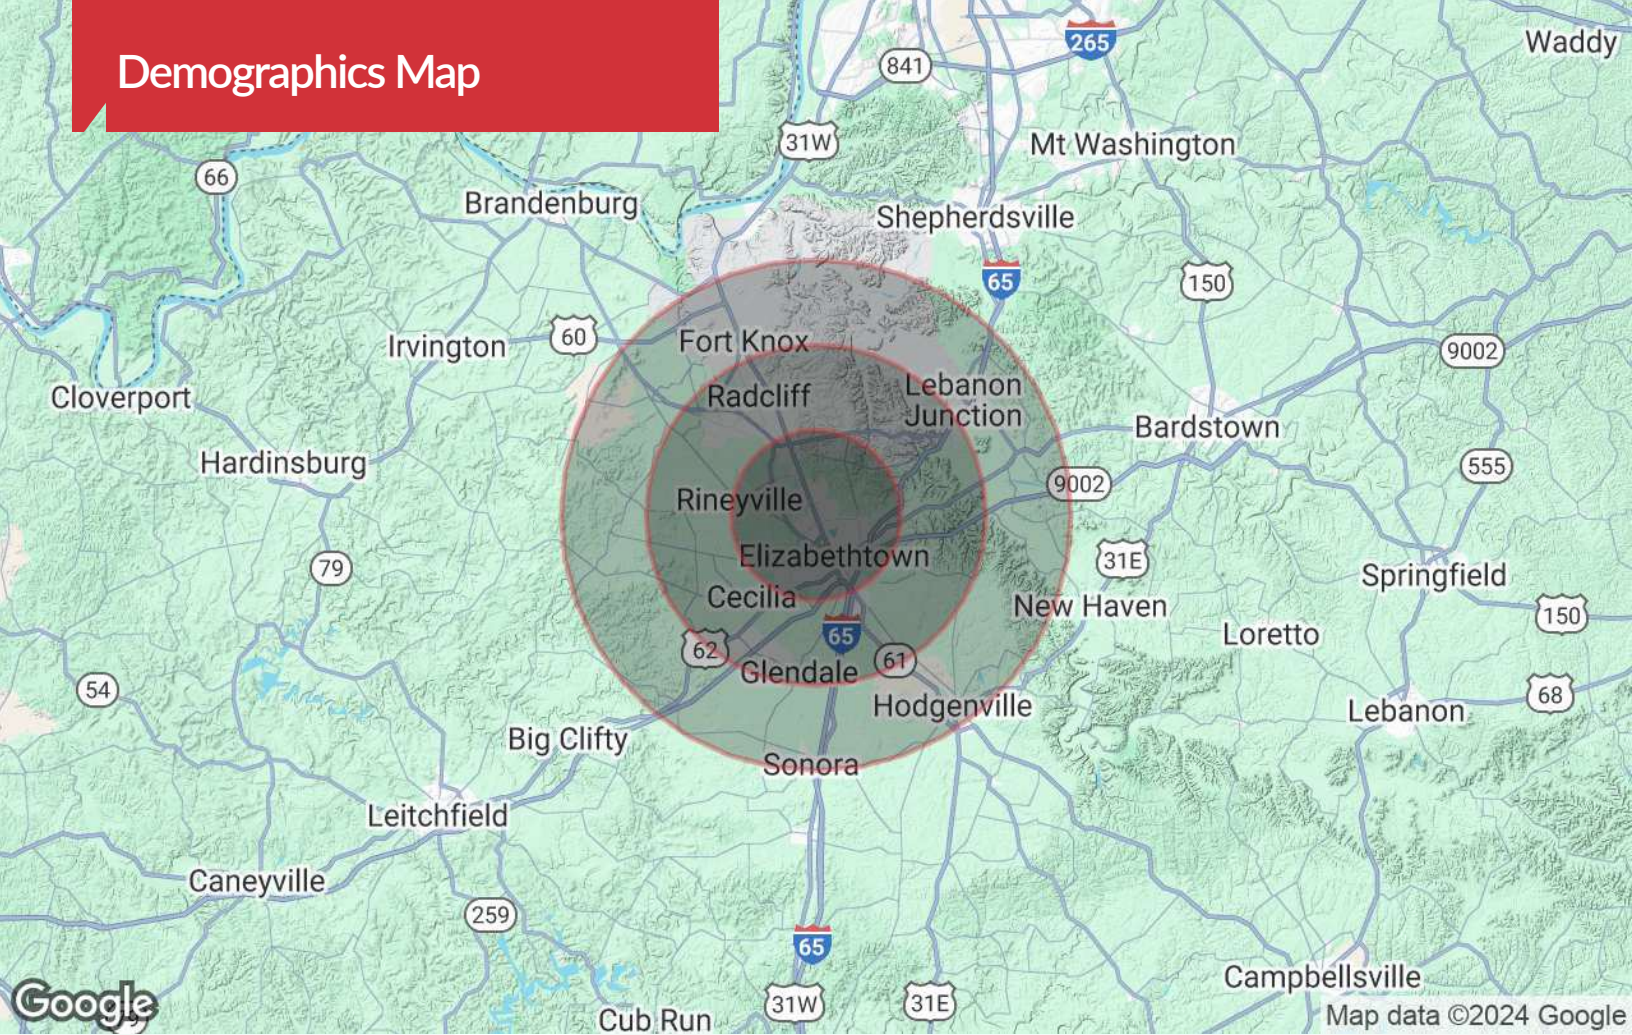 Demographics Map
265
Waddy
841
31W
Mt Washington
66
Brandenburg
Shepherdsville
65
150
60
Irvington
Fort Knox
9002
Cloverport
Radcliff
Lebanon
Junction
Bardstown
Hardinsburg
555
9002
Rineyville
Elizabethtown
31E
79
Springfield
Cecilia
New Haven
150
Loretto
65
62
61
Glendale
54
68
Hodgenville
Lebanon
Big Clifty
Sonora
Leitchfield
Caneyville
259
65
Campbellsville
Google
31W
31E
Cub Run
Map data ©2024 Google